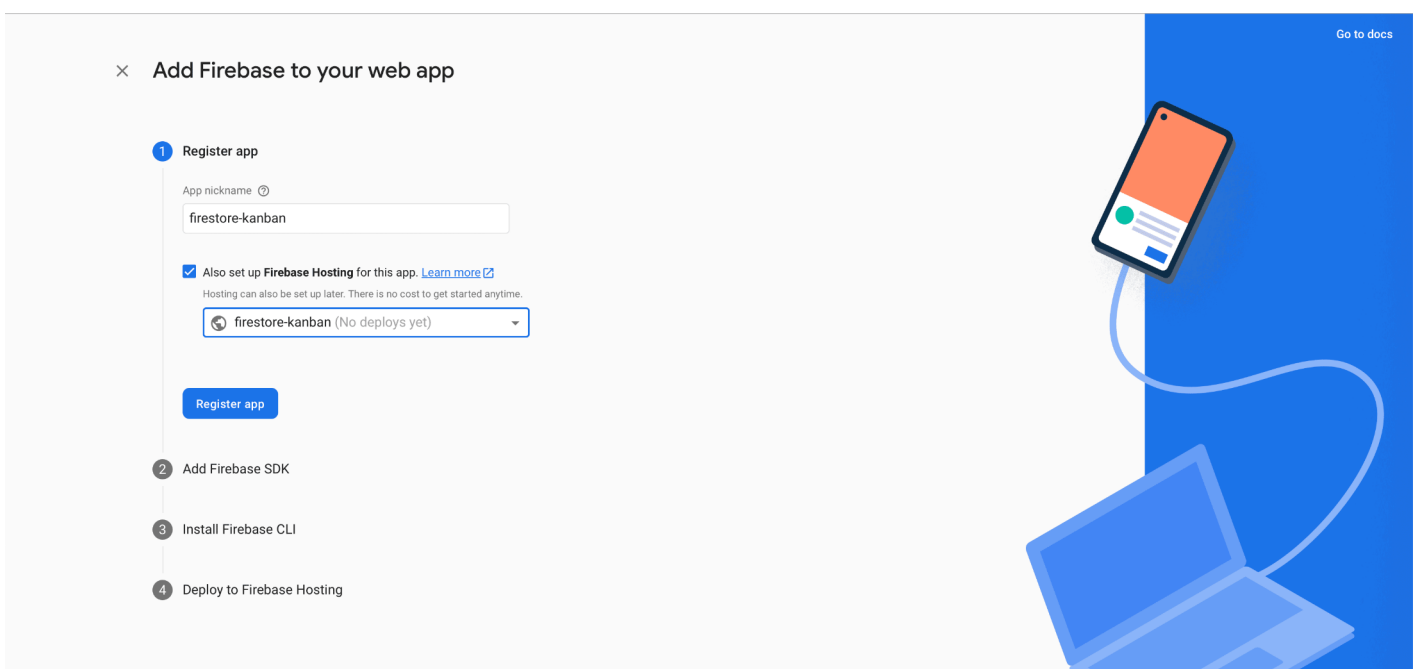 Go to docs
Add Firebase to your web app
1 Register app
App nickname
firestore-kanban
Also set up Firebase Hosting for this app. Learn more
Hosting can also be set up later. There is no cost to get started anytime.
firestore-kanban (No deploys yet)
Register app
2 Add Firebase SDK
3 Install Firebase CLI
4 Deploy to Firebase Hosting